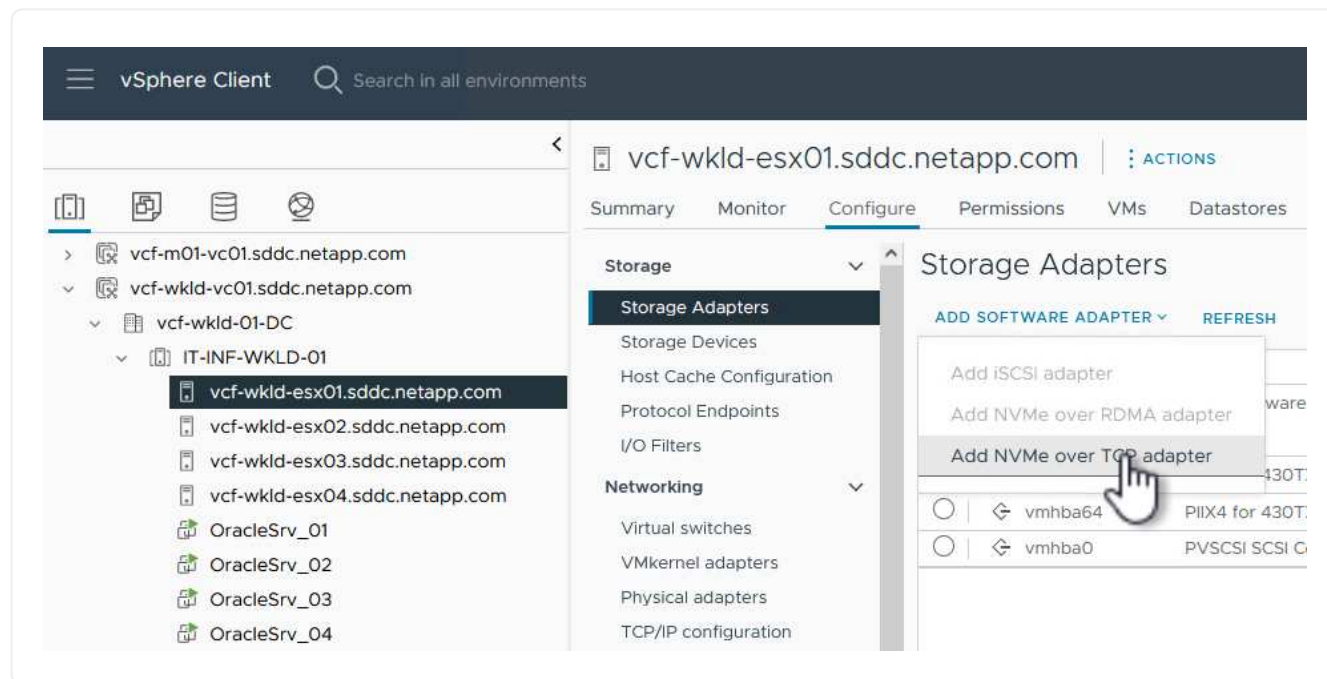 vSphere Client
Search in all environments
vcf-wkld-esx01.sddc.netapp.com
ACTIONS
Summary Monitor Configure Permissions VMs Datastores
vcf-m01-vc01.sddc.netapp.com
vcf-wkld-vc01.sddc.netapp.com
vcf-wkld-01-DC
IT-INF-WKLD-01
vcf-wkld-esx01.sddc.netapp.com
vcf-wkld-esx02.sddc.netapp.com
vcf-wkld-esx03.sddc.netapp.com
vcf-wkld-esx04.sddc.netapp.com
OracleSrv_01
OracleSrv_02
OracleSrv_03
OracleSrv_04
Storage
Storage Adapters
Storage Devices
Host Cache Configuration
Protocol Endpoints
I/O Filters
Networking
Virtual switches
VMkernel adapters
Physical adapters
TCP/IP configuration
Storage Adapters
ADD SOFTWARE ADAPTER REFRESH
Add iSCSI adapter
Add NVMe over RDMA adapter
Add NVMe over TCP adapter
vmhba64 PIIX4 for 430T
vmhba0 PVSCSI SCSI